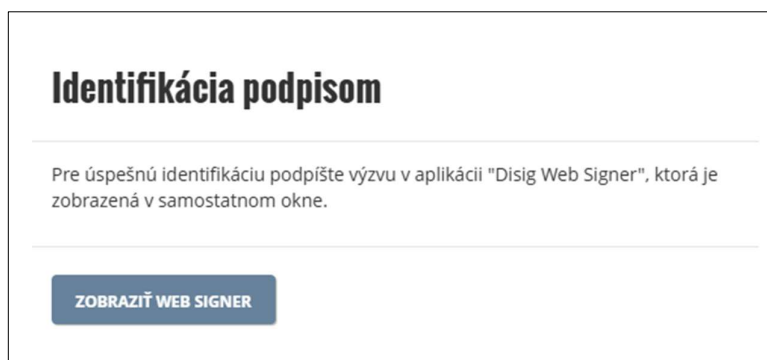 Identifikácia podpisom
Pre úspešnú identifikáciu podpíšte výzvu v aplikácii "Disig Web Signer", ktorá je
zobrazená v samostatnom okne.
ZOBRAZIŤ WEB SIGNER